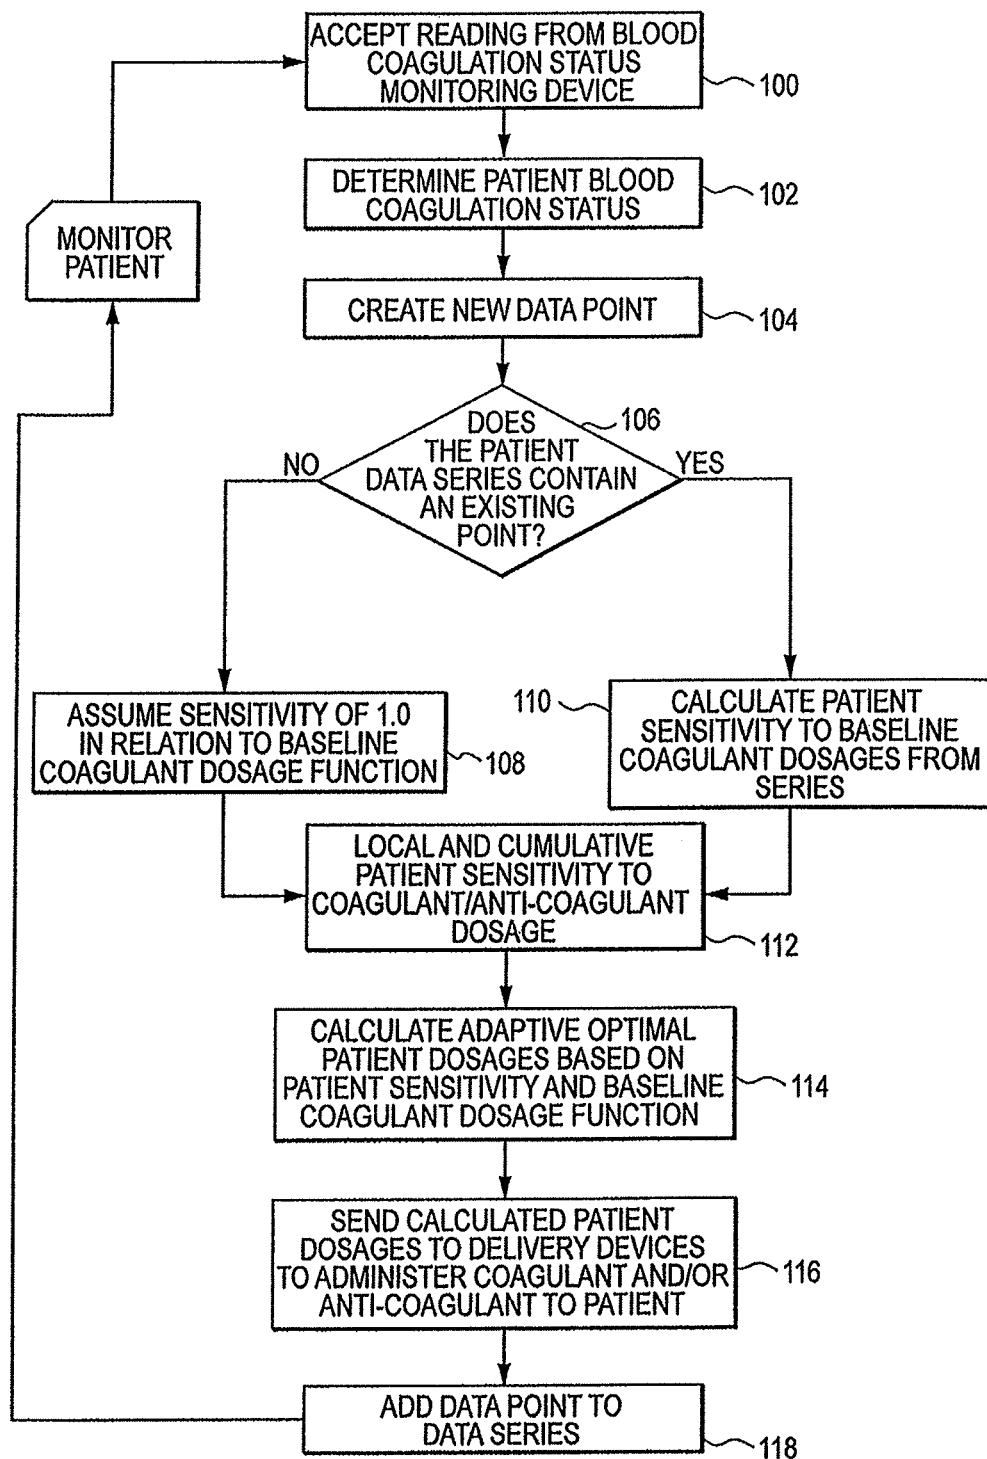 ACCEPT READING FROM BLOOD
COAGULATION STATUS
MONITORING DEVICE
100
DETERMINE PATIENT BLOOD
COAGULATION STATUS
102
MONITOR
PATIENT
CREATE NEW DATA POINT
104
DOES
THE PATIENT
DATA SERIES CONTAIN
AN EXISTING
POINT?
106
NO
YES
ASSUME SENSITIVITY OF 1.0
IN RELATION TO BASELINE
COAGULANT DOSAGE FUNCTION
108
110
CALCULATE PATIENT
SENSITIVITY TO BASELINE
COAGULANT DOSAGES FROM
SERIES
LOCAL AND CUMULATIVE
PATIENT SENSITIVITY TO
COAGULANT/ANTI-COAGULANT
DOSAGE
112
CALCULATE ADAPTIVE OPTIMAL
PATIENT DOSAGES BASED ON
PATIENT SENSITIVITY AND BASELINE
COAGULANT DOSAGE FUNCTION
114
SEND CALCULATED PATIENT
DOSAGES TO DELIVERY DEVICES
TO ADMINISTER COAGULANT AND/OR
ANTI-COAGULANT TO PATIENT
116
ADD DATA POINT TO
DATA SERIES
118